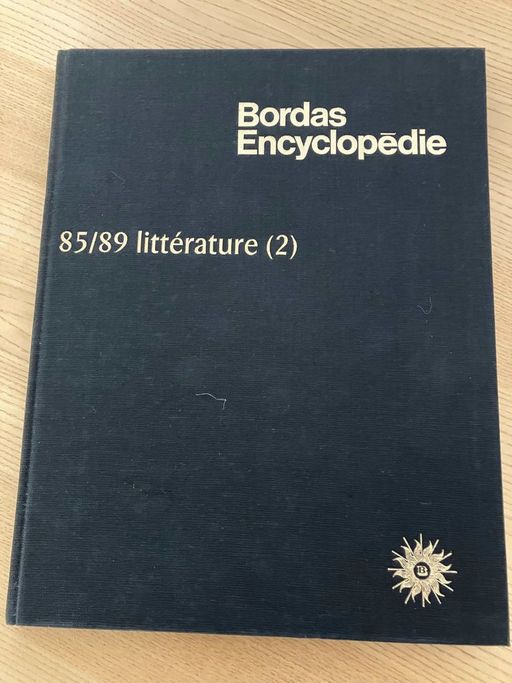 Bordas
Encyclopēdie
85/89 littérature (2)
B